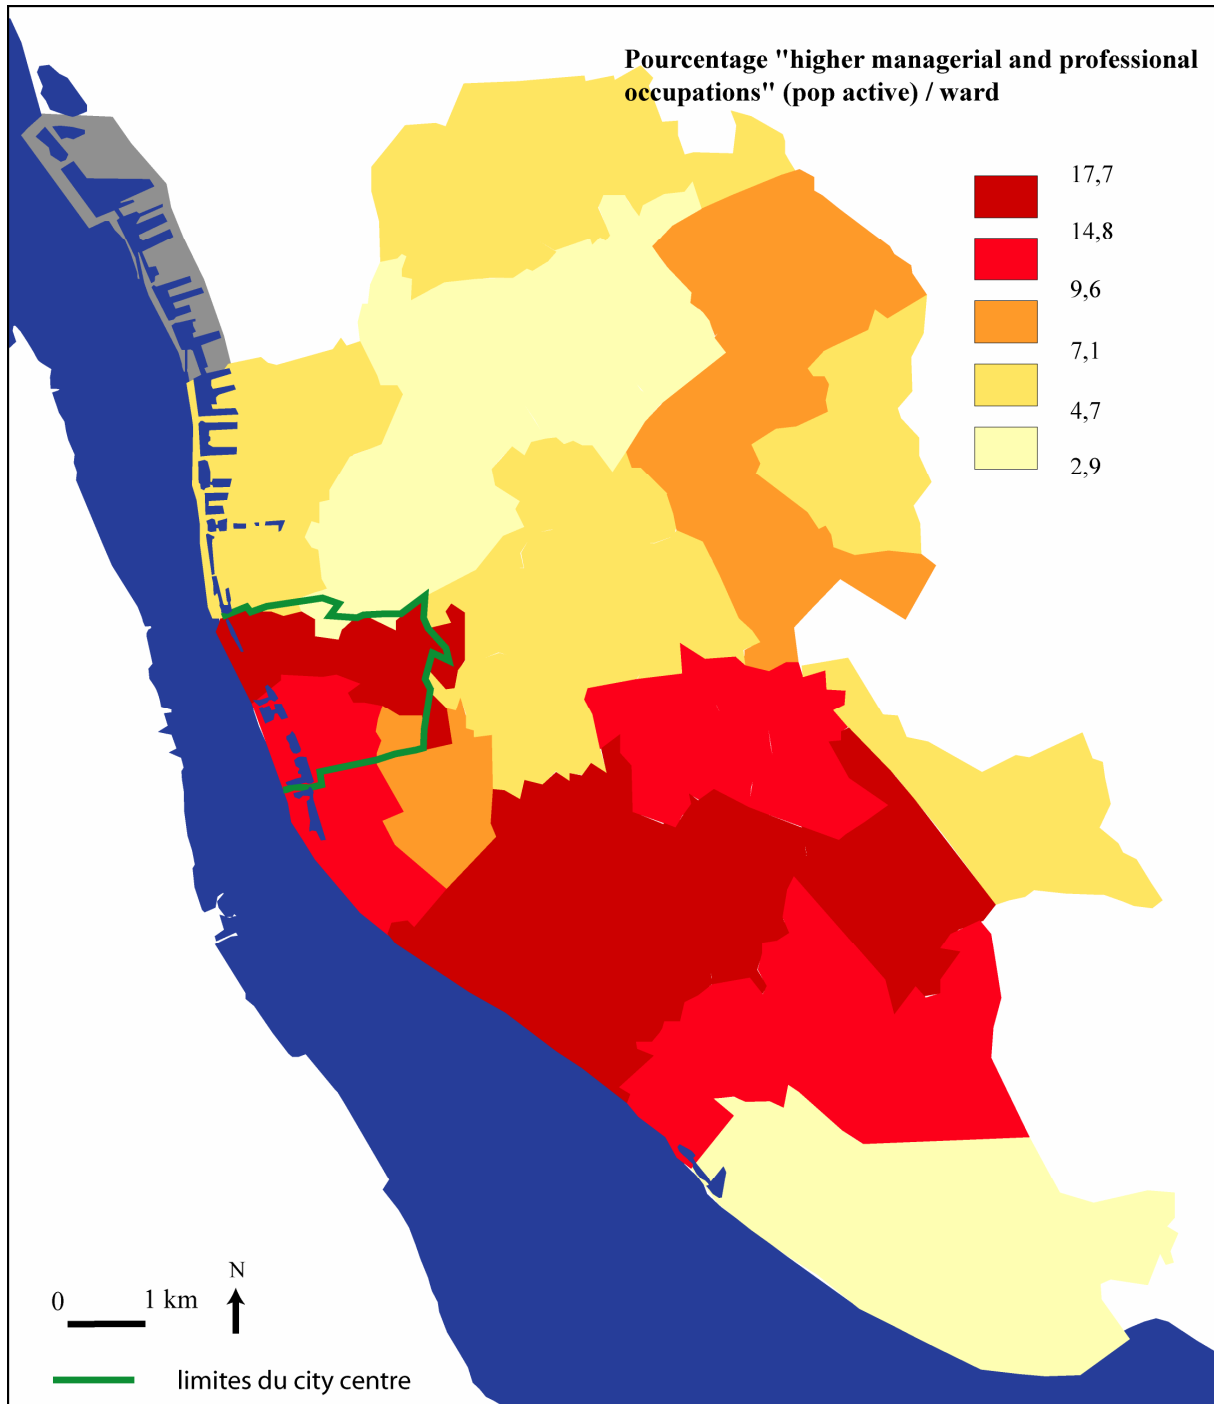 Pourcentage "higher managerial and professional
occupations" (pop active) / ward
17,7
14,8
9,6
7,1
4,7
2,9
N
0 1 km
limites du city centre